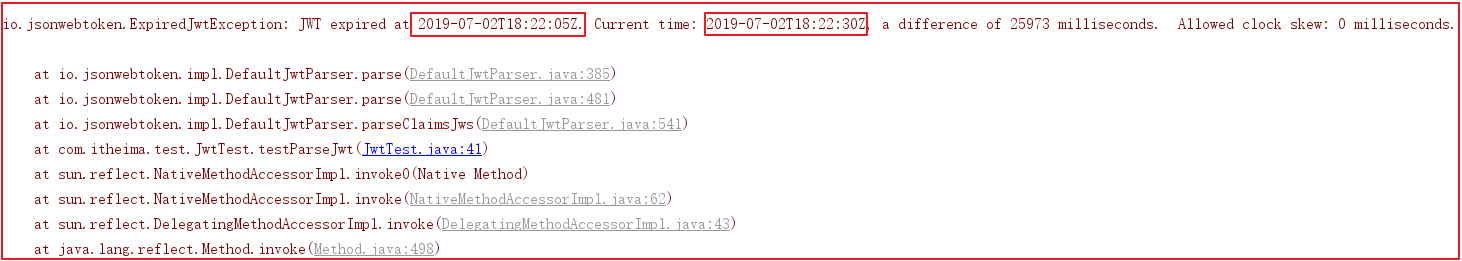 io.jsonwebtoken.ExpiredJwtException: JWT expired at 2019-07-02T18:22:05Z. Current time: 2019-07-02T18:22:30Z, a difference of 25973 milliseconds.  Allowed clock skew: 0 milliseconds.
at io.jsonwebtoken.impl.DefaultJwtParser.parse(DefaultJwtParser.java:385)
at io.jsonwebtoken.impl.DefaultJwtParser.parse(DefaultJwtParser.java:481)
at io.jsonwebtoken.impl.DefaultJwtParser.parseClaimsJws(DefaultJwtParser.java:541)
at com.itheima.test.JwtTest.testParseJwt(JwtTest.java:41)
at sun.reflect.NativeMethodAccessorImpl.invoke0(Native Method)
at sun.reflect.NativeMethodAccessorImpl.invoke(NativeMethodAccessorImpl.java:62)
at sun.reflect.DelegatingMethodAccessorImpl.invoke(DelegatingMethodAccessorImpl.java:43)
at java.lang.reflect.Method.invoke(Method.java:498)